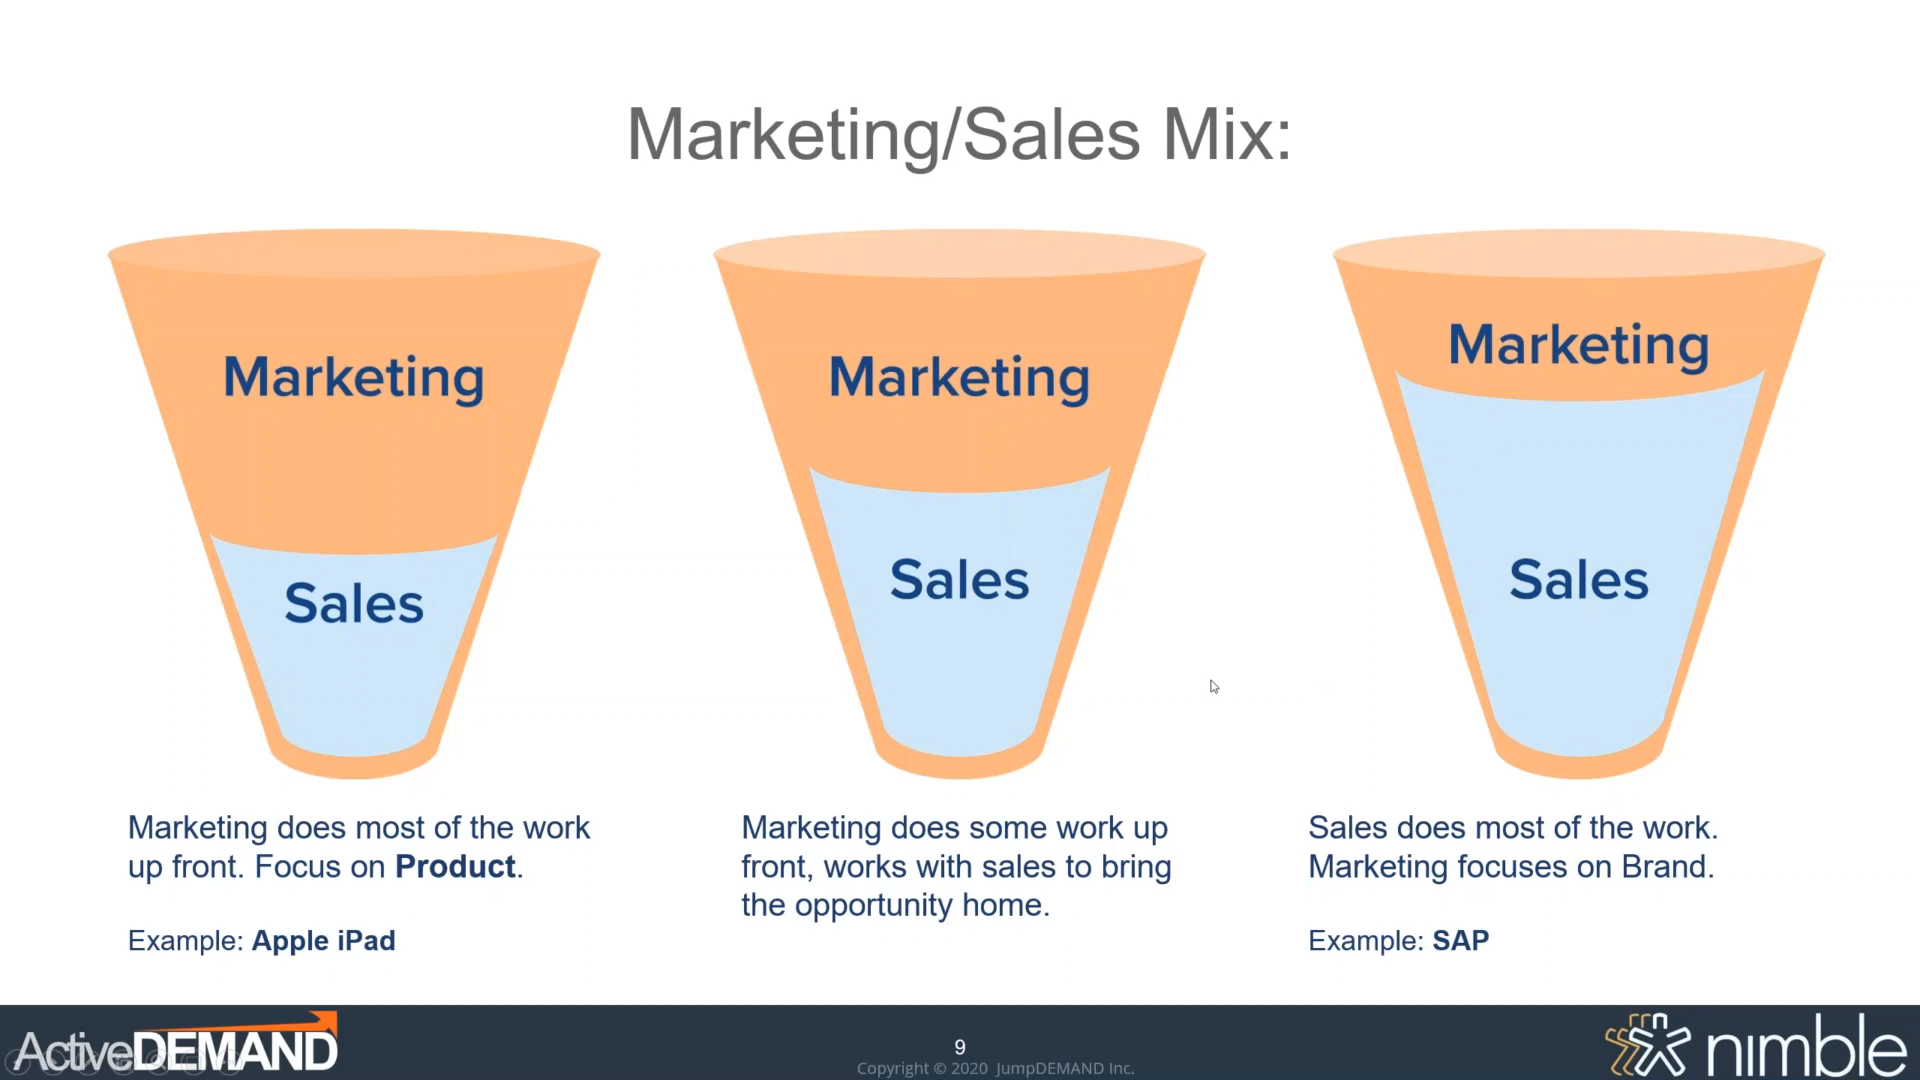 Marketing/Sales Mix:
Marketing
Sales
Marketing does most of the work
up front. Focus on Product.
Example: Apple iPad
Marketing
Sales
Marketing does some work up
front, works with sales to bring
the opportunity home.
Marketing
Sales
Sales does most of the work.
Marketing focuses on Brand.
Example: SAP
ActiveDEMAND
9
Copyright © 2020 JumpDEMAND Inc.
nimble